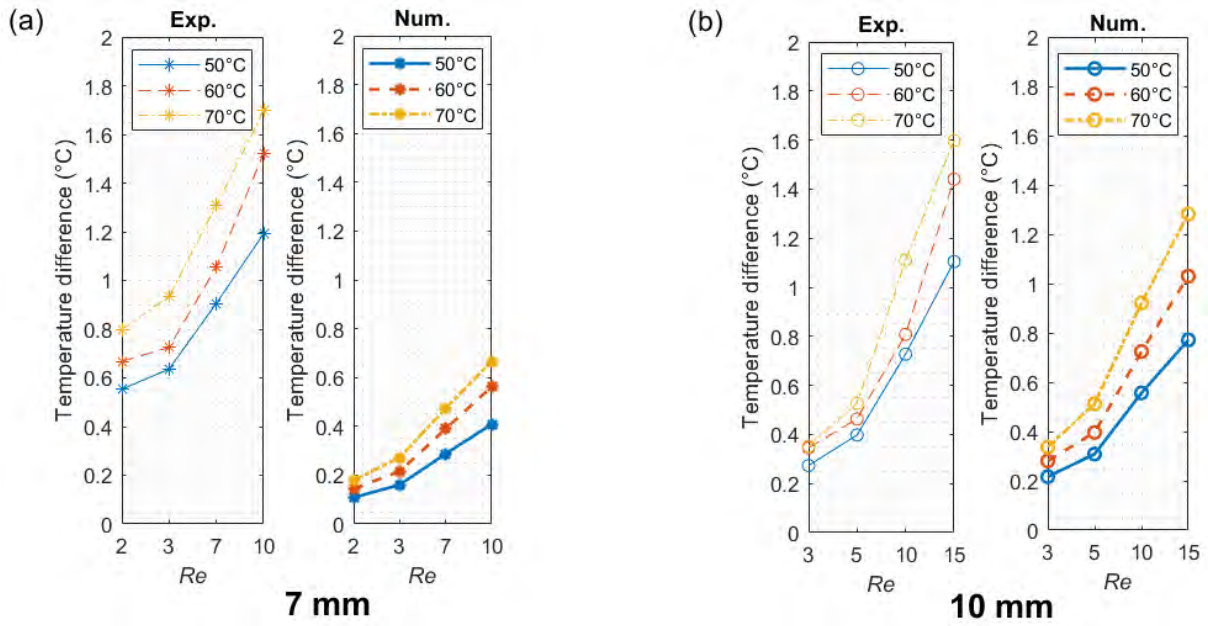 (a)
Exp.
Num.
50°C
60°C
70°C
50°C
60°C
70°C
Temperature difference (°C)
2
1.8
1.6
1.4
1.2
1
0.8
0.6
0.4
0.2
0
2 3 7 10
Re
Temperature difference (°C)
2
1.8
1.6
1.4
1.2
1
0.8
0.6
0.4
0.2
0
2 3 7 10
Re
7 mm
(b)
Exp.
Num.
50°C
60°C
70°C
50°C
60°C
70°C
Temperature difference (°C)
2
1.8
1.6
1.4
1.2
1
0.8
0.6
0.4
0.2
0
3 5 10 15
Re
Temperature difference (°C)
2
1.8
1.6
1.4
1.2
1
0.8
0.6
0.4
0.2
0
3 5 10 15
Re
10 mm